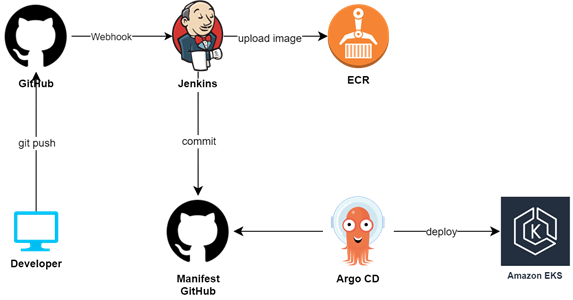 Webhook
upload image
GitHub
Jenkins
ECR
git push
commit
deploy
Developer
Manifest
GitHub
Argo CD
K
Amazon EKS